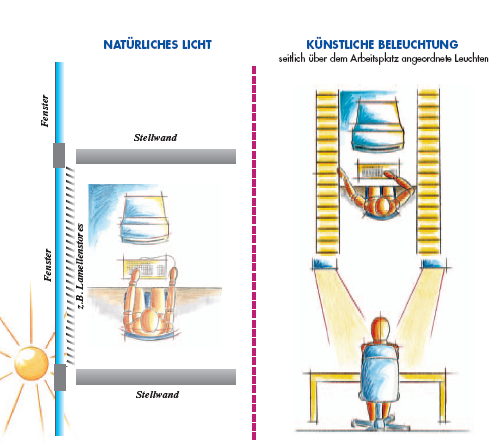 NATÜRLICHES LICHT
Fenster
Stellwand
Fenster
z.B. Lamellenstores
Stellwand
KÜNSTLICHE BELEUCHTUNG
seitlich über dem Arbeitsplatz angeordnete Leuchten